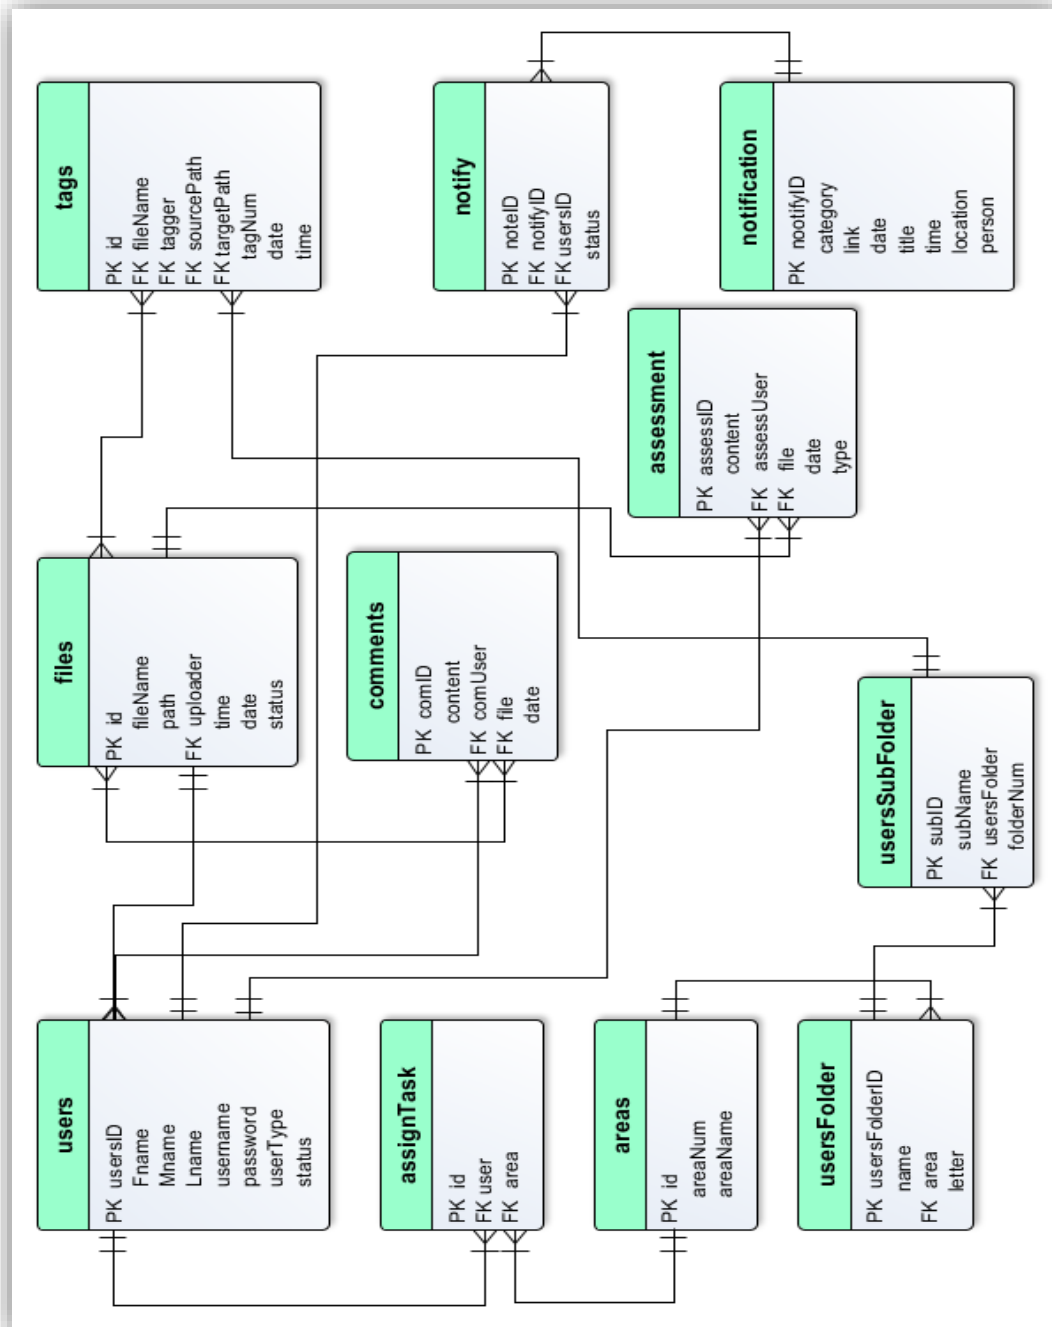 users
PK usersID
Fname
Mname
Lname
username
password
userType
status
files
PK id
fileName
path
FK uploader
time
date
status
tags
PK id
FK fileName
FK tagger
FK sourcePath
FK targetPath
tagNum
date
time
assignTask
PK id
FK user
FK area
comments
PK comID
content
FK comUser
FK file
date
notify
PK noteID
FK notifyID
FK usersID
status
areas
PK id
areaNum
areaName
assessment
PK assessID
content
FK assessUser
FK file
date
type
notification
PK nootifyID
category
link
date
title
time
location
person
usersFolder
PK usersFolderID
name
FK area
letter
usersSubFolder
PK subID
subName
FK usersFolder
folderNum